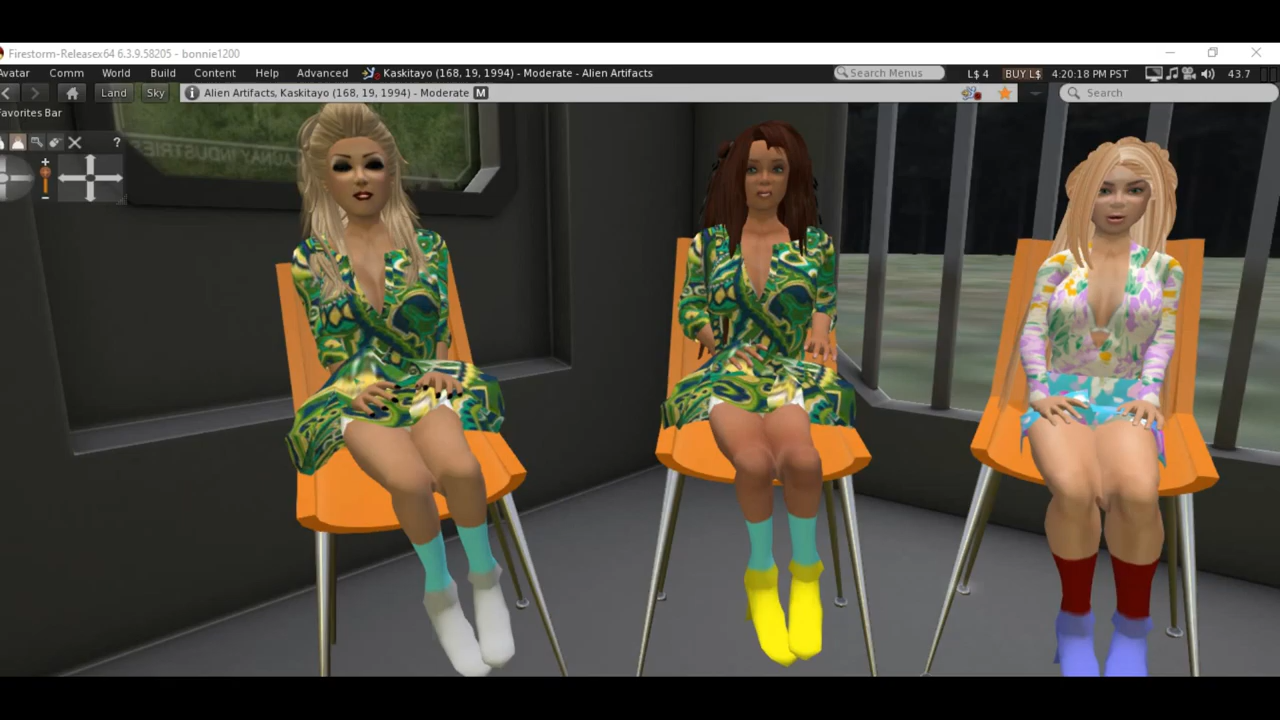 Firestorm-Releasex64 6.3.9.58205 - bonnie1200
Avatar Comm World Build Content Help Advanced Kaskitayo (168, 19, 1994) - Moderate - Alien Artifacts Search Menus L$ 4 BUY L$ 4:20:18 PM PST 43.7
Land Sky Alien Artifacts, Kaskitayo (168, 19, 1994) - Moderate M Search
Favorites Bar
?
LAUNAY INDUSTRIES